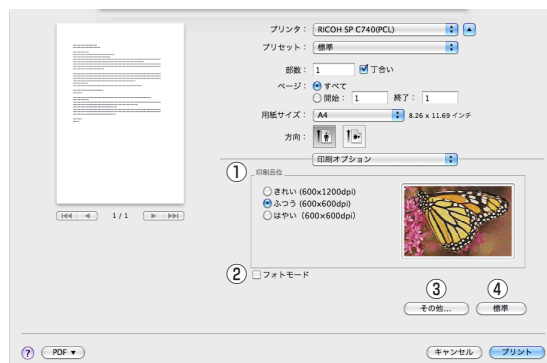 プリンタ： RICOH SP C740(PCL)
プリセット： 標準
部数： 1 丁合い
ページ： すべて
開始： 1 終了： 1
用紙サイズ： A4 8.26 x 11.69 インチ
方向：
印刷オプション
① 印刷品位
きれい (600x1200dpi)
ふつう (600x600dpi)
はやい (600x600dpi)
1 / 1
② フォトモード
③ ④
その他... 標準
? PDF ▼ キャンセル プリント